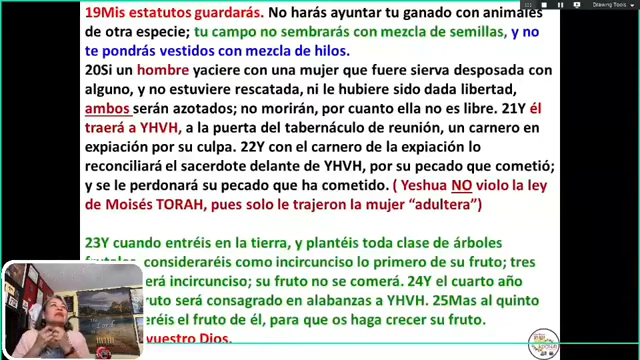 19Mis estatutos guardarás. No harás ayuntar tu ganado con animales
de otra especie; tu campo no sembrarás con mezcla de semillas, y no
te pondrás vestidos con mezcla de hilos.
20Si un hombre yaciere con una mujer que fuere sierva desposada con
alguno, y no estuviere rescatada, ni le hubiere sido dada libertad,
ambos serán azotados; no morirán, por cuanto ella no es libre. 21Y él
traerá a YHVH, a la puerta del tabernáculo de reunión, un carnero en
expiación por su culpa. 22Y con el carnero de la expiación lo
reconciliará el sacerdote delante de YHVH, por su pecado que cometió;
y se le perdonará su pecado que ha cometido. ( Yeshua NO violo la ley
de Moisés TORAH, pues solo le trajeron la mujer “adultera”)
23Y cuando entréis en la tierra, y plantéis toda clase de árboles
consideraréis como incircunciso lo primero de su fruto; tres
incircunciso; su fruto no se comerá. 24Y el cuarto año
fruto será consagrado en alabanzas a YHVH. 25Mas al quinto
el fruto de él, para que os haga crecer su fruto.
vuestro Dios.
Drawing Tools